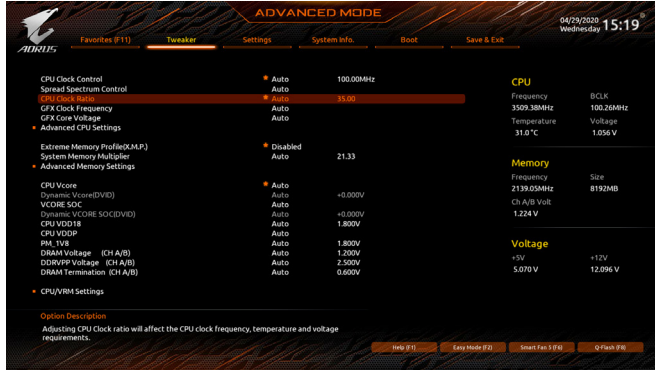 ADVANCED MODE
04/29/2020 Wednesday 15:19
AORUS
Favorites (F11) Tweaker Settings System Info. Boot Save & Exit
CPU Clock Control * Auto 100.00MHz
Spread Spectrum Control Auto
CPU Clock Ratio * Auto 35.00
GFX Clock Frequency * Auto
GFX Core Voltage Auto
Advanced CPU Settings
Extreme Memory Profile(X.M.P.) * Disabled
System Memory Multiplier Auto 21.33
Advanced Memory Settings
CPU Vcore * Auto
Dynamic Vcore(DVID) +0.000V
VCORE SOC Auto
Dynamic VCORE SOC(DVID) +0.000V
CPU VDD18 Auto 1.800V
CPU VDDP Auto
PM_1V8 Auto 1.800V
DRAM Voltage (CH A/B) Auto 1.200V
DDRVPP Voltage (CH A/B) Auto 2.500V
DRAM Termination (CH A/B) Auto 0.600V
CPU/VRM Settings
CPU
Frequency BCLK
3509.38MHz 100.26MHz
Temperature Voltage
31.0 °C 1.056 V
Memory
Frequency Size
2139.05MHz 8192MB
Ch A/B Volt
1.224 V
Voltage
+5V +12V
5.070 V 12.096 V
Option Description
Adjusting CPU Clock ratio will affect the CPU clock frequency, temperature and voltage
requirements.
Help (F1) Easy Mode (F2) Smart Fan 5 (F6) Q-Flash (F8)